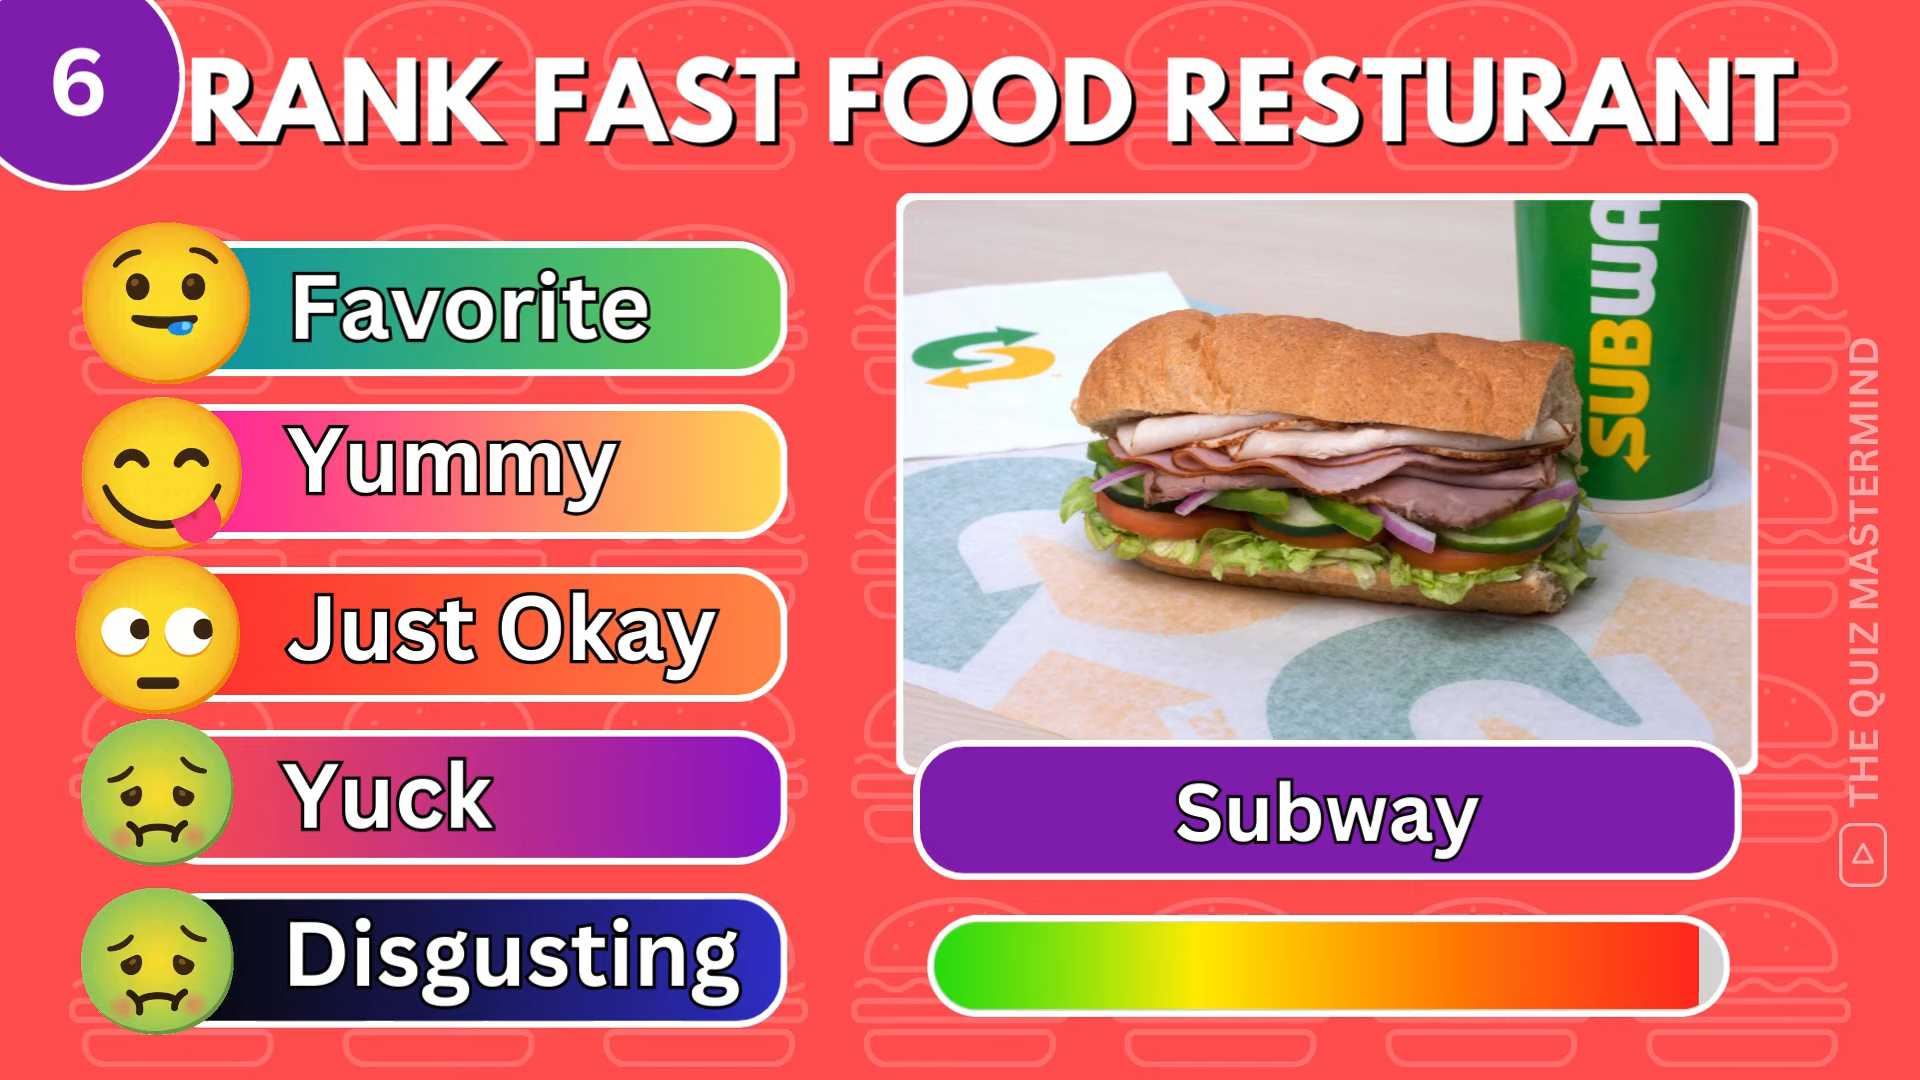 6
RANK FAST FOOD RESTURANT
Favorite
Yummy
Just Okay
Yuck
Disgusting
SUBWA
Subway
THE QUIZ MASTERMIND